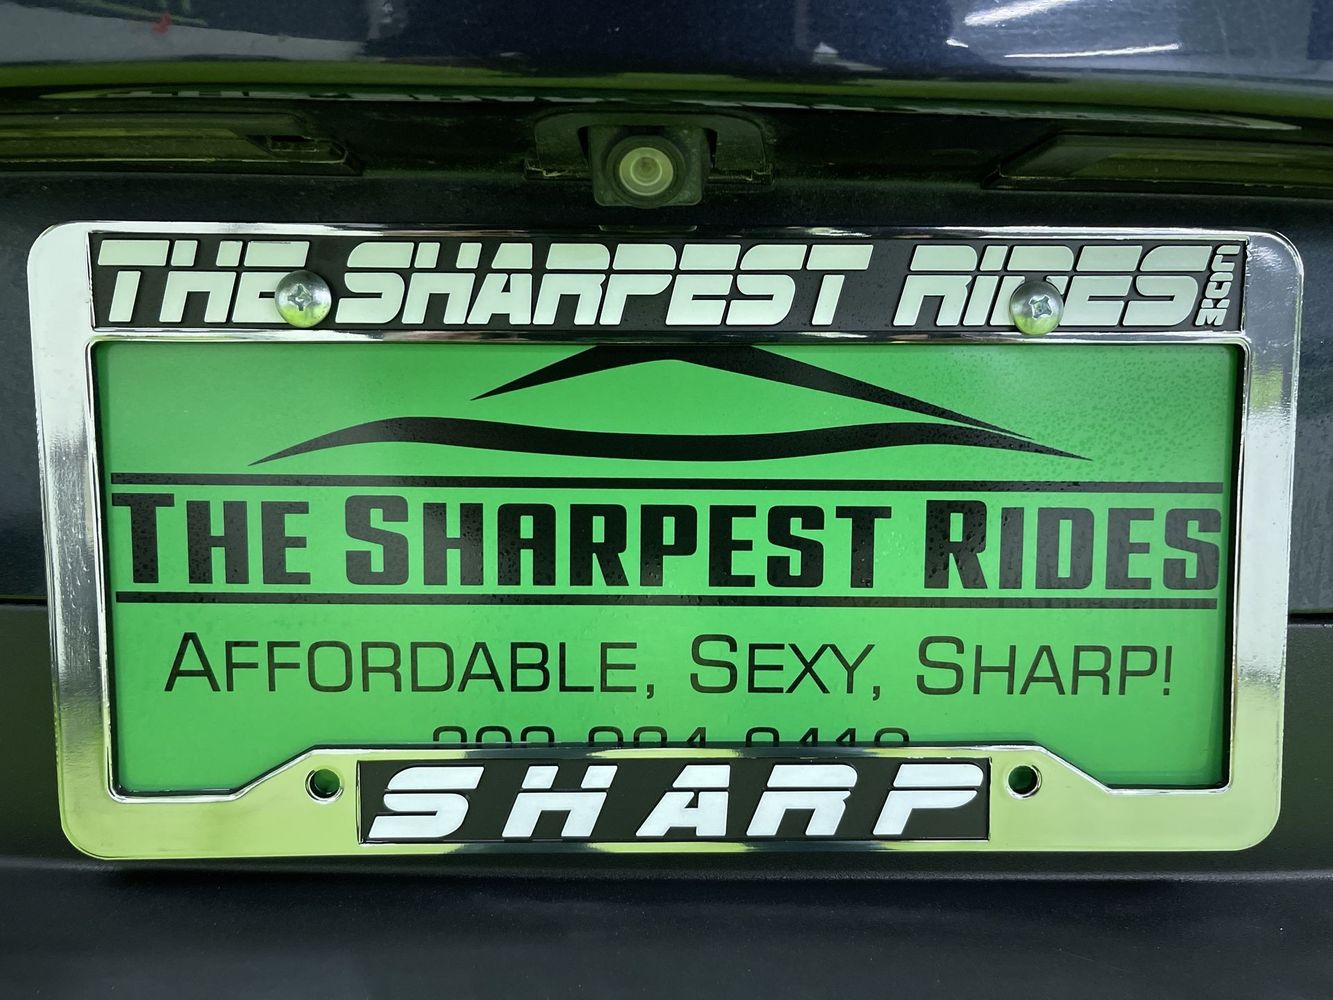 THE SHARPEST RIDES .COM
THE SHARPEST RIDES
AFFORDABLE, SEXY, SHARP!
SHARP